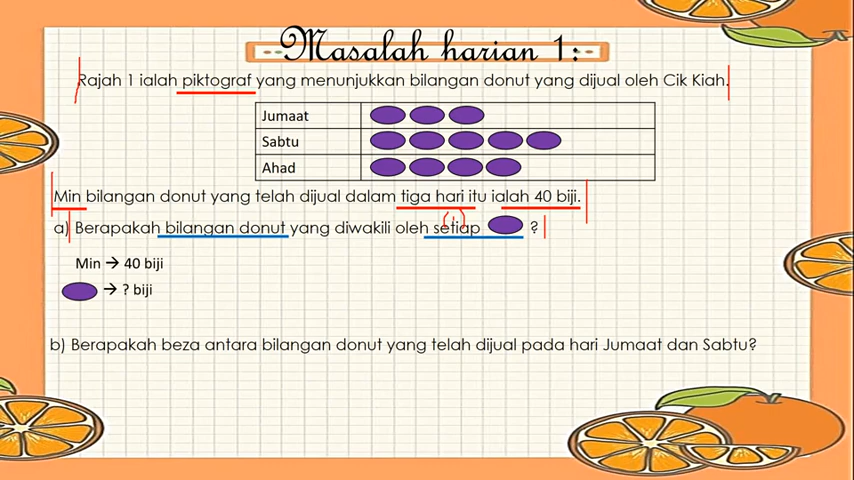 Masalah harian 1:
Rajah 1 ialah piktograf yang menunjukkan bilangan donut yang dijual oleh Cik Kiah.
Jumaat
Sabtu
Ahad
Min bilangan donut yang telah dijual dalam tiga hari itu ialah 40 biji.
a) Berapakah bilangan donut yang diwakili oleh setiap ?
(1)
Min → 40 biji
→ ? biji
b) Berapakah beza antara bilangan donut yang telah dijual pada hari Jumaat dan Sabtu?